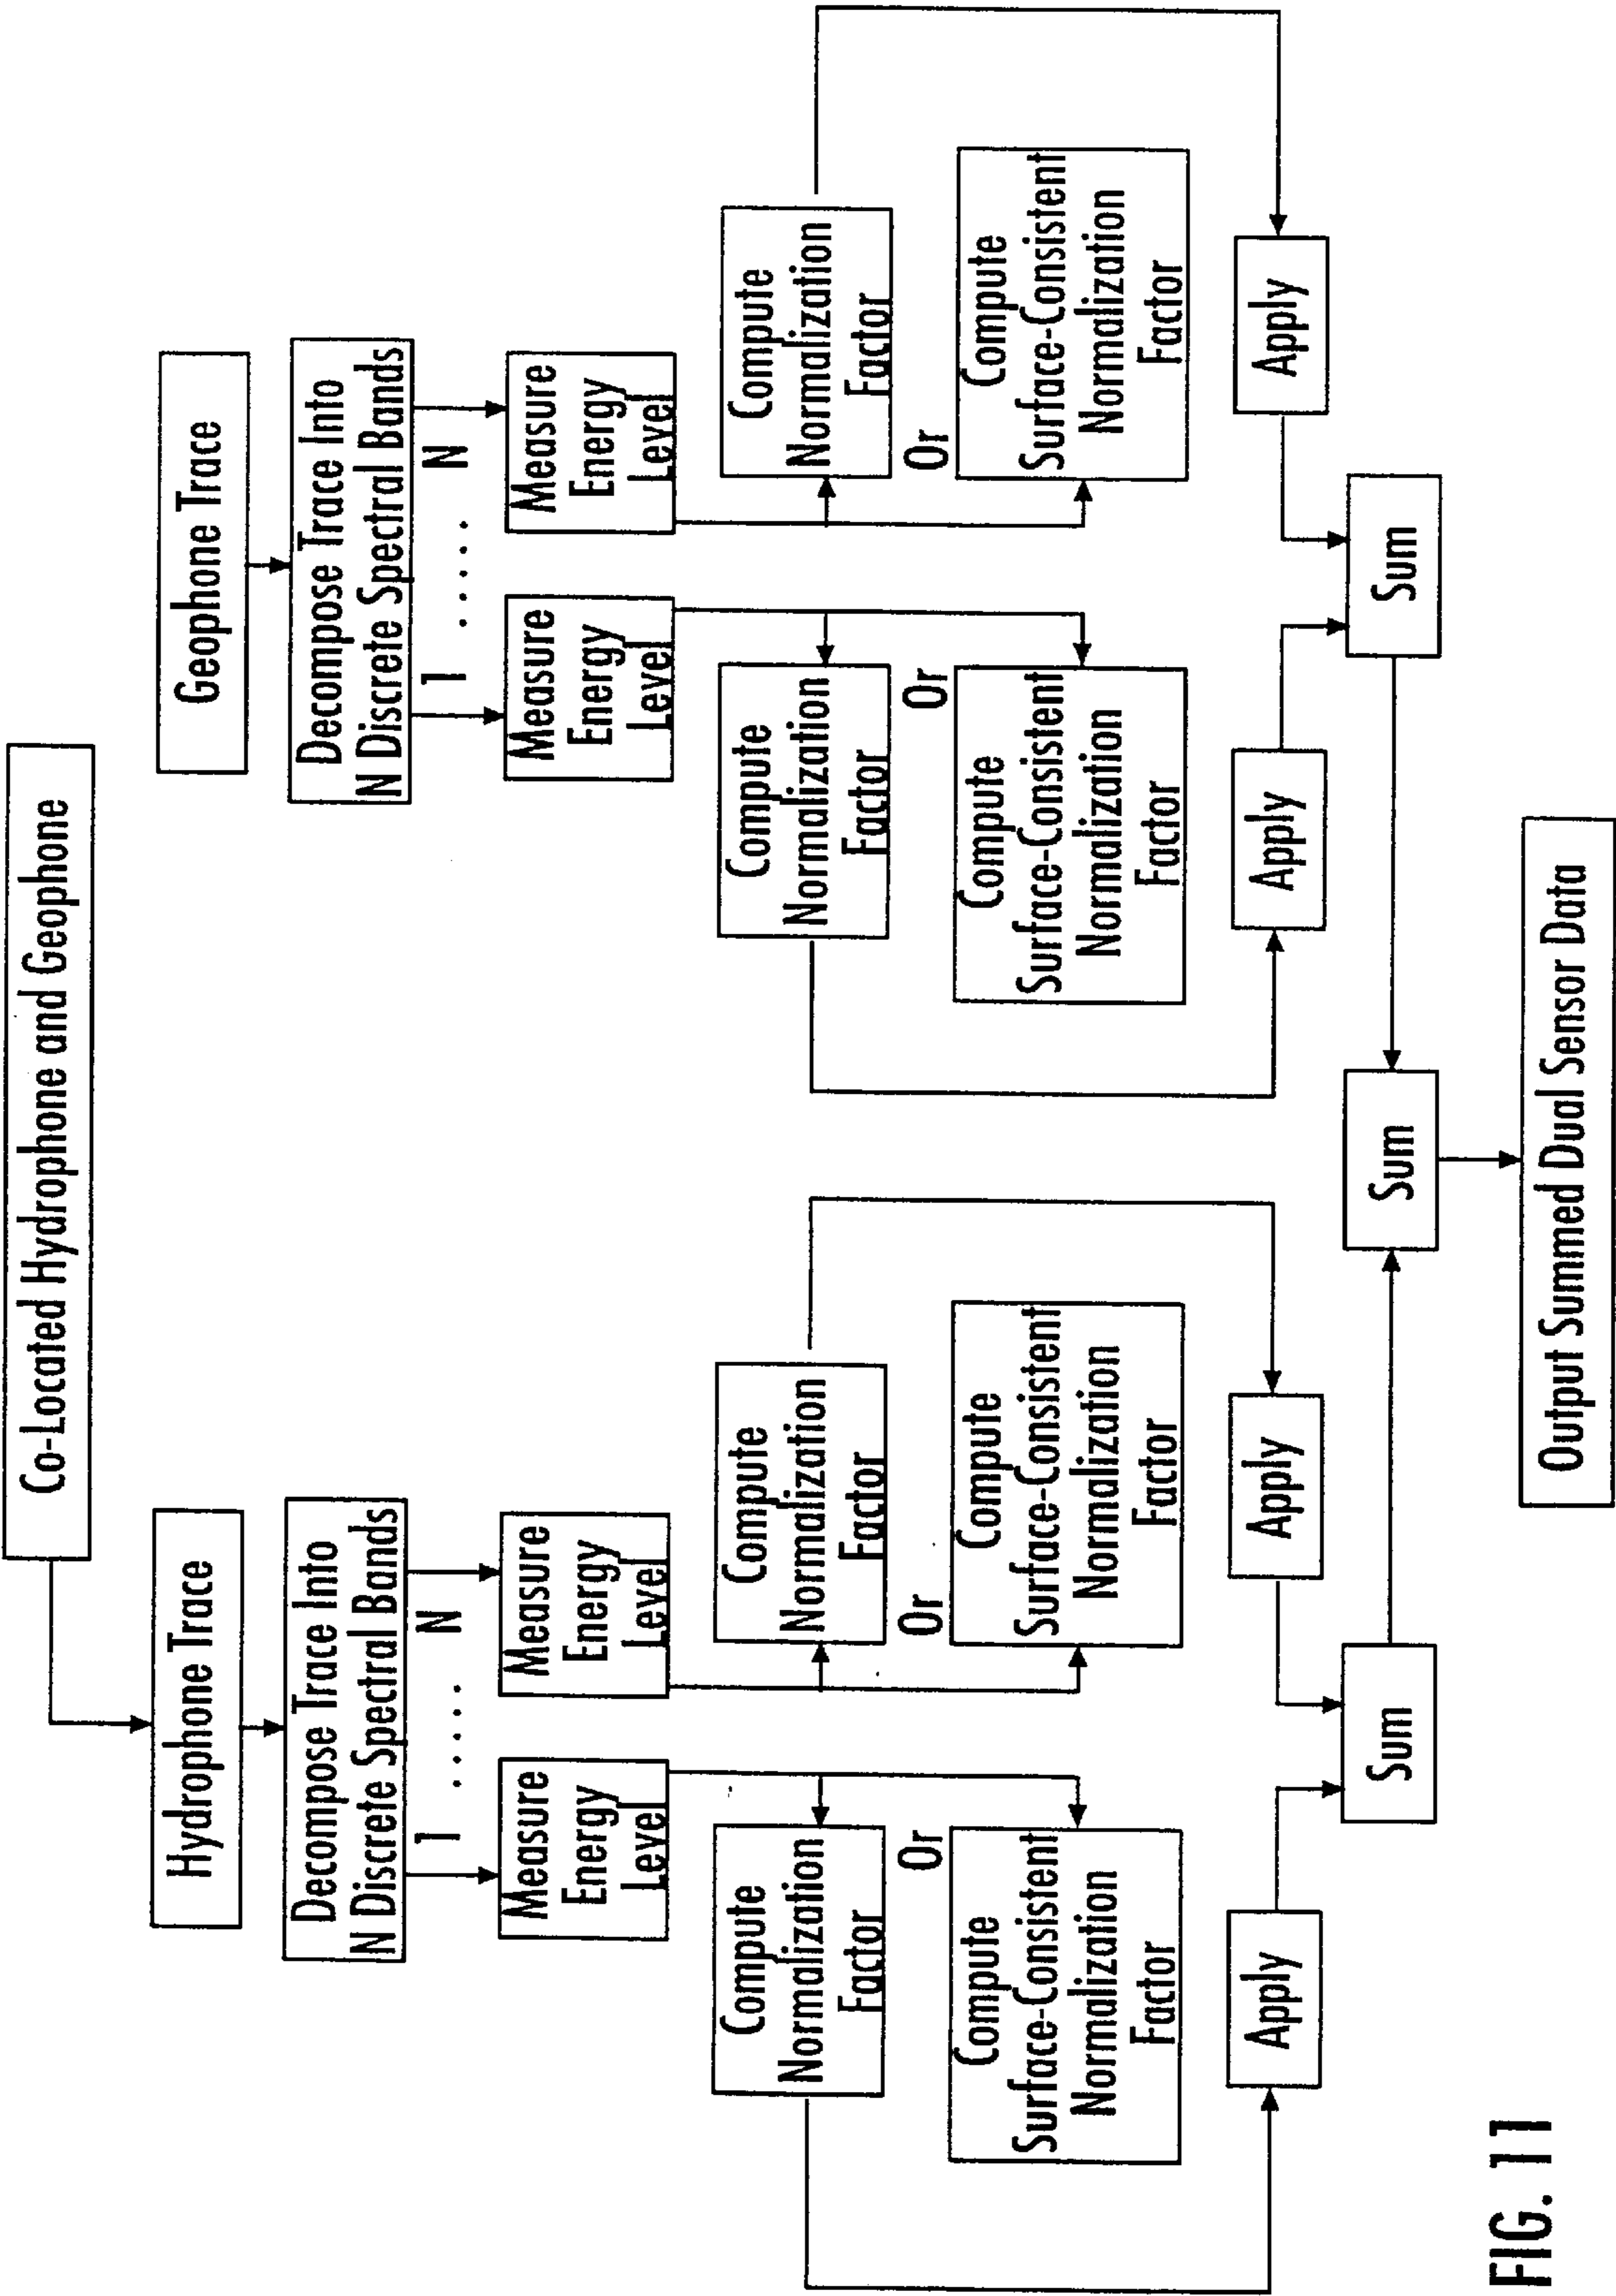 Co-Located Hydrophone and Geophone
Hydrophone Trace
Geophone Trace
Decompose Trace Into
N Discrete Spectral Bands
Decompose Trace Into
N Discrete Spectral Bands
1 ..... N
1 ..... N
Measure
Energy
Level
Measure
Energy
Level
Measure
Energy
Level
Measure
Energy
Level
Compute
Normalization
Factor
Compute
Normalization
Factor
Compute
Normalization
Factor
Compute
Normalization
Factor
Or
Or
Or
Or
Compute
Surface-Consistent
Normalization
Factor
Compute
Surface-Consistent
Normalization
Factor
Compute
Surface-Consistent
Normalization
Factor
Compute
Surface-Consistent
Normalization
Factor
Apply
Apply
Apply
Apply
Sum
Sum
Sum
Output Summed Dual Sensor Data
FIG. 11